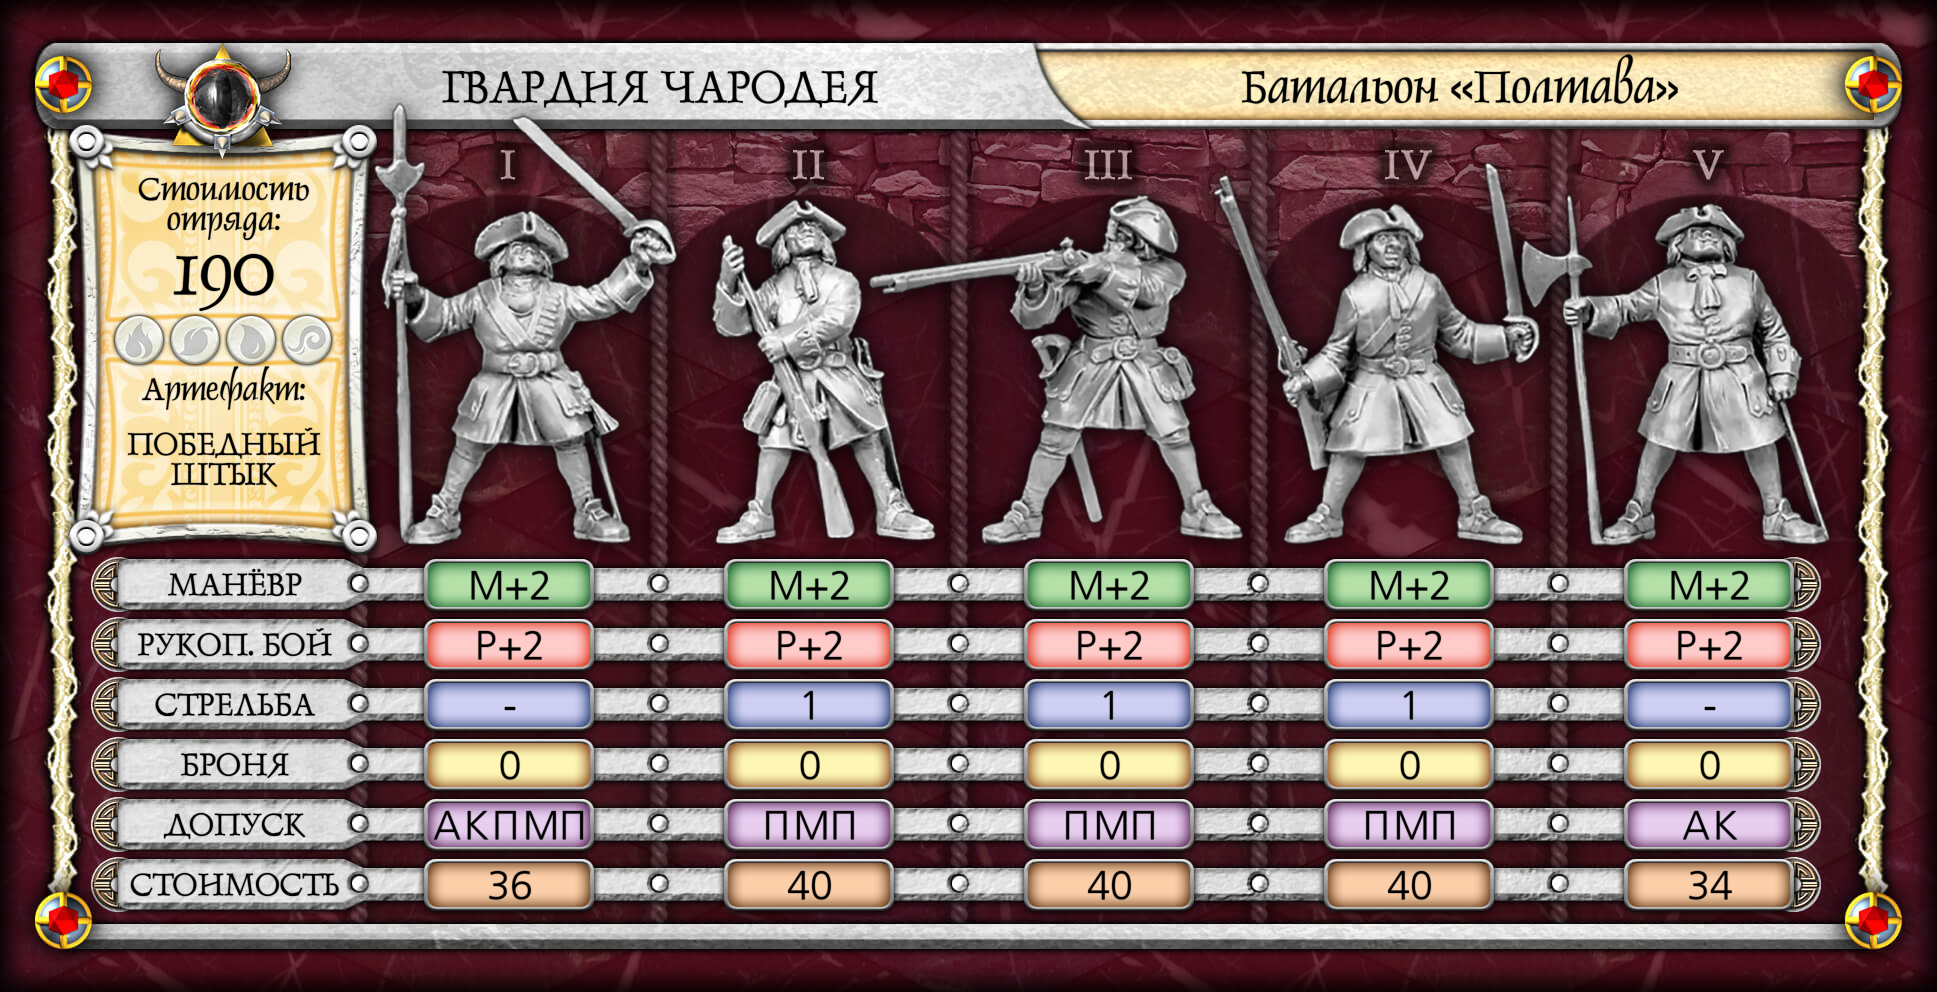 ГВАРДИЯ ЧАРОДЕЯ
Батальон «Полтава»
Стоимость
отряда:
190
Артефакт:
ПОБЕДНЫЙ
ШТЫК
I II III IV V
МАНЁВР М+2 М+2 М+2 М+2 М+2
РУКОП. БОЙ Р+2 Р+2 Р+2 Р+2 Р+2
СТРЕЛЬБА - 1 1 1 -
БРОНЯ 0 0 0 0 0
ДОПУСК АКПМП ПМП ПМП ПМП АК
СТОИМОСТЬ 36 40 40 40 34